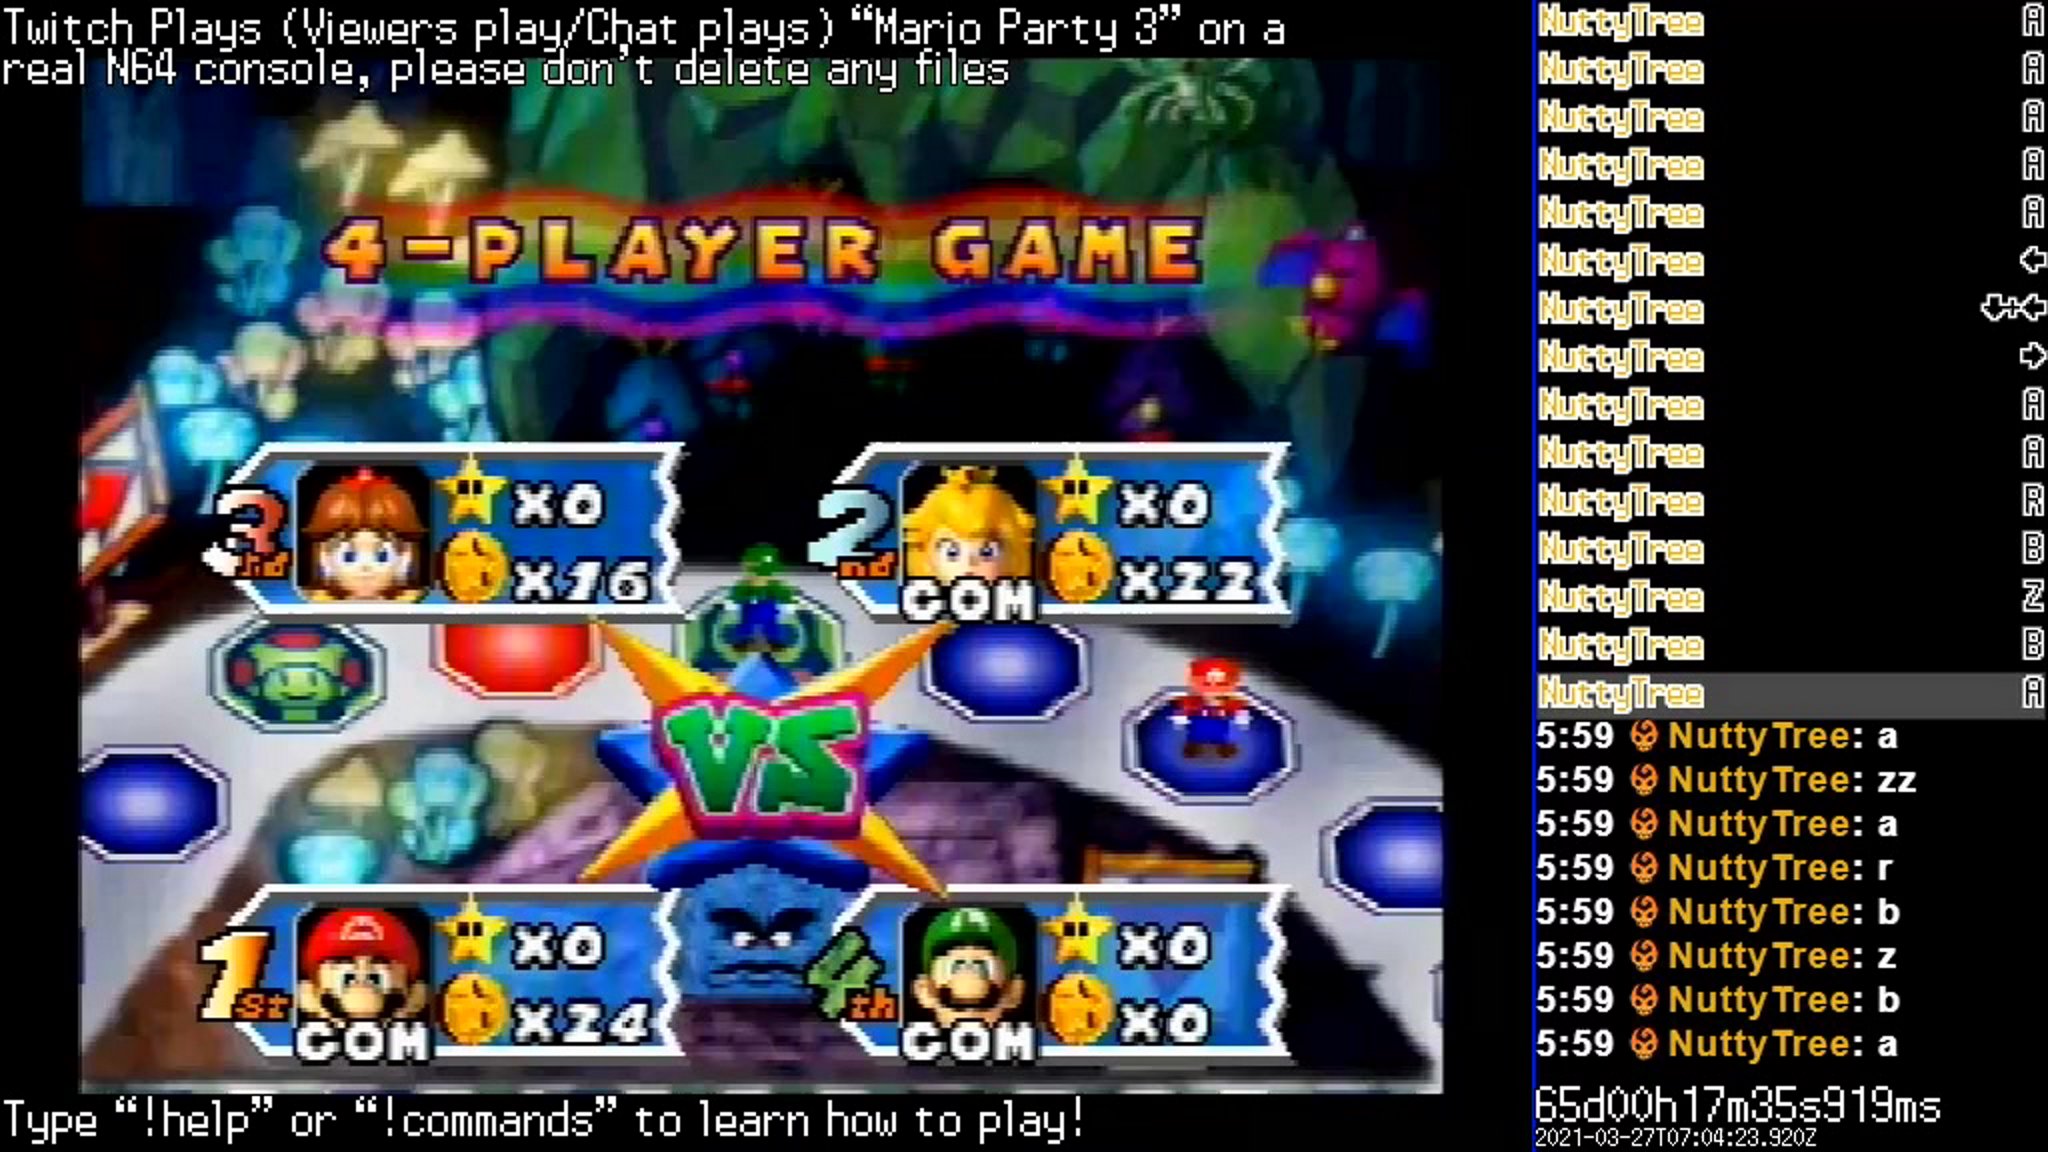 Twitch Plays (Viewers play/Chat plays) “Mario Party 3” on a
real N64 console, please don’t delete any files
4-PLAYER GAME
3rd
x0
x16
2nd
x0
COM
x22
VS
1st
x0
COM
x24
4th
x0
COM
x0
Type “!help” or “!commands” to learn how to play!
NuttyTree A
NuttyTree A
NuttyTree A
NuttyTree A
NuttyTree A
NuttyTree ←
NuttyTree ↓+←
NuttyTree →
NuttyTree A
NuttyTree A
NuttyTree R
NuttyTree B
NuttyTree Z
NuttyTree B
NuttyTree A
5:59 NuttyTree: a
5:59 NuttyTree: zz
5:59 NuttyTree: a
5:59 NuttyTree: r
5:59 NuttyTree: b
5:59 NuttyTree: z
5:59 NuttyTree: b
5:59 NuttyTree: a
65d00h17m35s919ms
2021-03-27T07:04:23.920Z